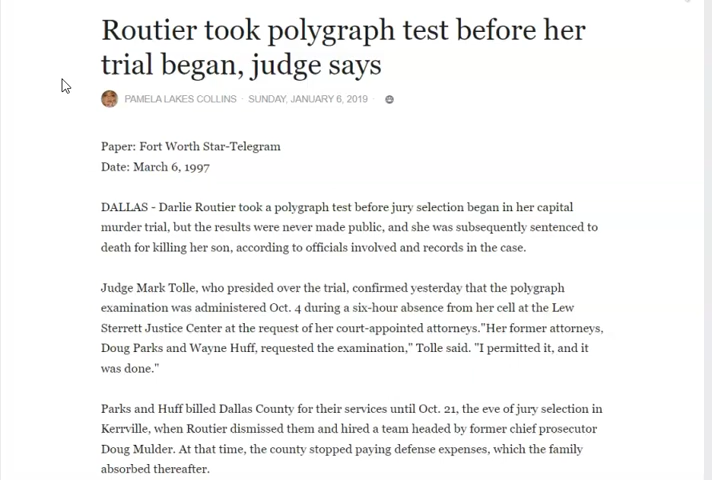 Routier took polygraph test before her
trial began, judge says
PAMELA LAKES COLLINS · SUNDAY, JANUARY 6, 2019 ·
Paper: Fort Worth Star-Telegram
Date: March 6, 1997
DALLAS - Darlie Routier took a polygraph test before jury selection began in her capital
murder trial, but the results were never made public, and she was subsequently sentenced to
death for killing her son, according to officials involved and records in the case.
Judge Mark Tolle, who presided over the trial, confirmed yesterday that the polygraph
examination was administered Oct. 4 during a six-hour absence from her cell at the Lew
Sterrett Justice Center at the request of her court-appointed attorneys."Her former attorneys,
Doug Parks and Wayne Huff, requested the examination," Tolle said. "I permitted it, and it
was done."
Parks and Huff billed Dallas County for their services until Oct. 21, the eve of jury selection in
Kerrville, when Routier dismissed them and hired a team headed by former chief prosecutor
Doug Mulder. At that time, the county stopped paying defense expenses, which the family
absorbed thereafter.